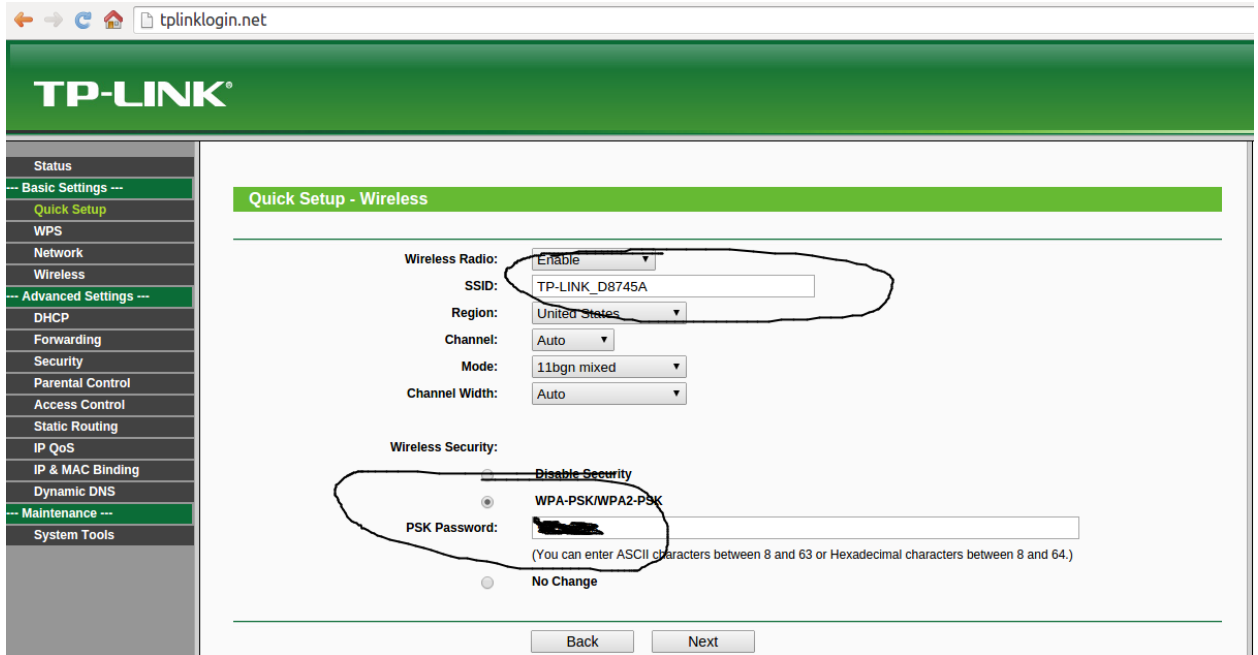 tplinklogin.net
TP-LINK®
Status
--- Basic Settings ---
Quick Setup
WPS
Network
Wireless
--- Advanced Settings ---
DHCP
Forwarding
Security
Parental Control
Access Control
Static Routing
IP QoS
IP & MAC Binding
Dynamic DNS
--- Maintenance ---
System Tools
Quick Setup - Wireless
Wireless Radio: Enable
SSID: TP-LINK_D8745A
Region: United States
Channel: Auto
Mode: 11bgn mixed
Channel Width: Auto
Wireless Security:
Disable Security
WPA-PSK/WPA2-PSK
PSK Password:
(You can enter ASCII characters between 8 and 63 or Hexadecimal characters between 8 and 64.)
No Change
Back Next